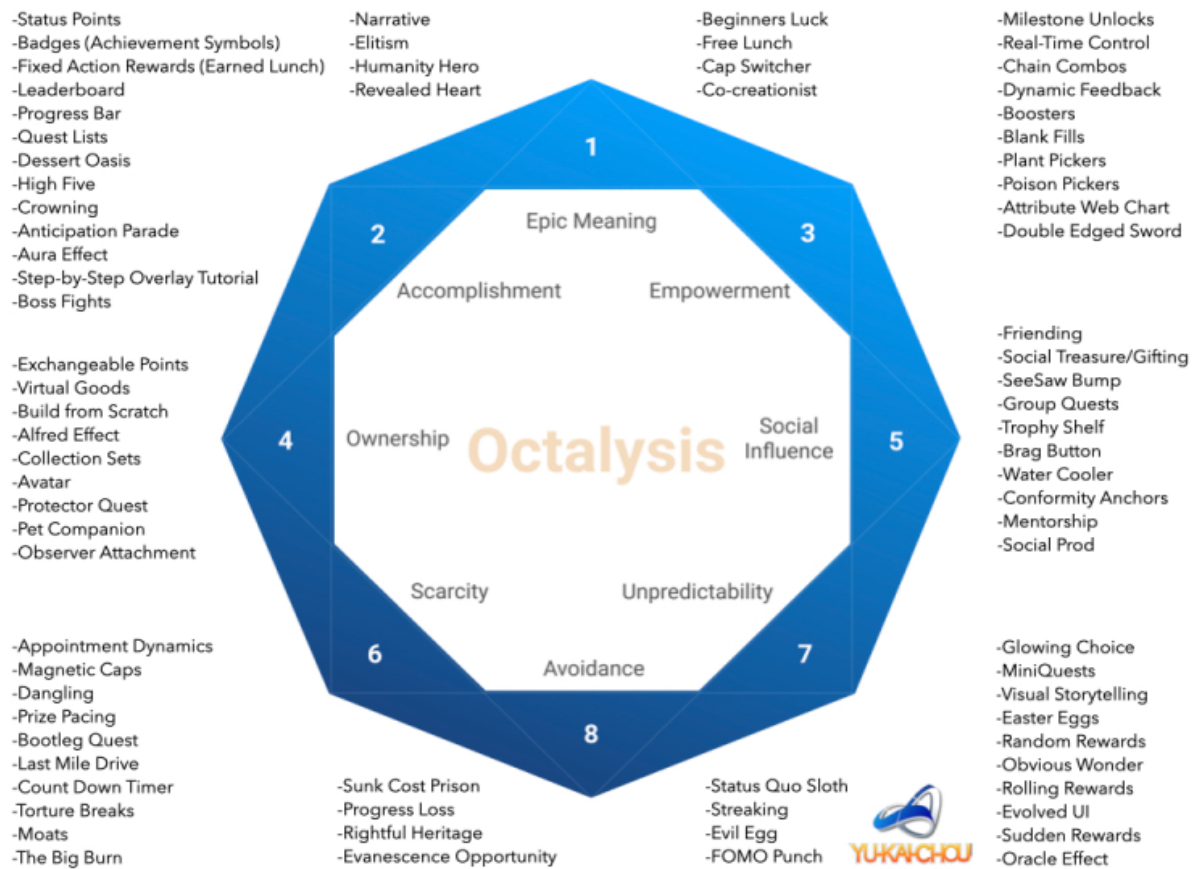 -Status Points
-Badges (Achievement Symbols)
-Fixed Action Rewards (Earned Lunch)
-Leaderboard
-Progress Bar
-Quest Lists
-Dessert Oasis
-High Five
-Crowning
-Anticipation Parade
-Aura Effect
-Step-by-Step Overlay Tutorial
-Boss Fights
-Narrative
-Elitism
-Humanity Hero
-Revealed Heart
-Beginners Luck
-Free Lunch
-Cap Switcher
-Co-creationist
-Milestone Unlocks
-Real-Time Control
-Chain Combos
-Dynamic Feedback
-Boosters
-Blank Fills
-Plant Pickers
-Poison Pickers
-Attribute Web Chart
-Double Edged Sword
1
Epic Meaning
2
Accomplishment
3
Empowerment
-Exchangeable Points
-Virtual Goods
-Build from Scratch
-Alfred Effect
-Collection Sets
-Avatar
-Protector Quest
-Pet Companion
-Observer Attachment
4
Ownership
Octalysis
Social
Influence
5
-Friending
-Social Treasure/Gifting
-SeeSaw Bump
-Group Quests
-Trophy Shelf
-Brag Button
-Water Cooler
-Conformity Anchors
-Mentorship
-Social Prod
Scarcity
6
Unpredictability
7
Avoidance
8
-Appointment Dynamics
-Magnetic Caps
-Dangling
-Prize Pacing
-Bootleg Quest
-Last Mile Drive
-Count Down Timer
-Torture Breaks
-Moats
-The Big Burn
-Sunk Cost Prison
-Progress Loss
-Rightful Heritage
-Evanescence Opportunity
-Status Quo Sloth
-Streaking
-Evil Egg
-FOMO Punch
YU-KAI-CHOU
-Glowing Choice
-MiniQuests
-Visual Storytelling
-Easter Eggs
-Random Rewards
-Obvious Wonder
-Rolling Rewards
-Evolved UI
-Sudden Rewards
-Oracle Effect